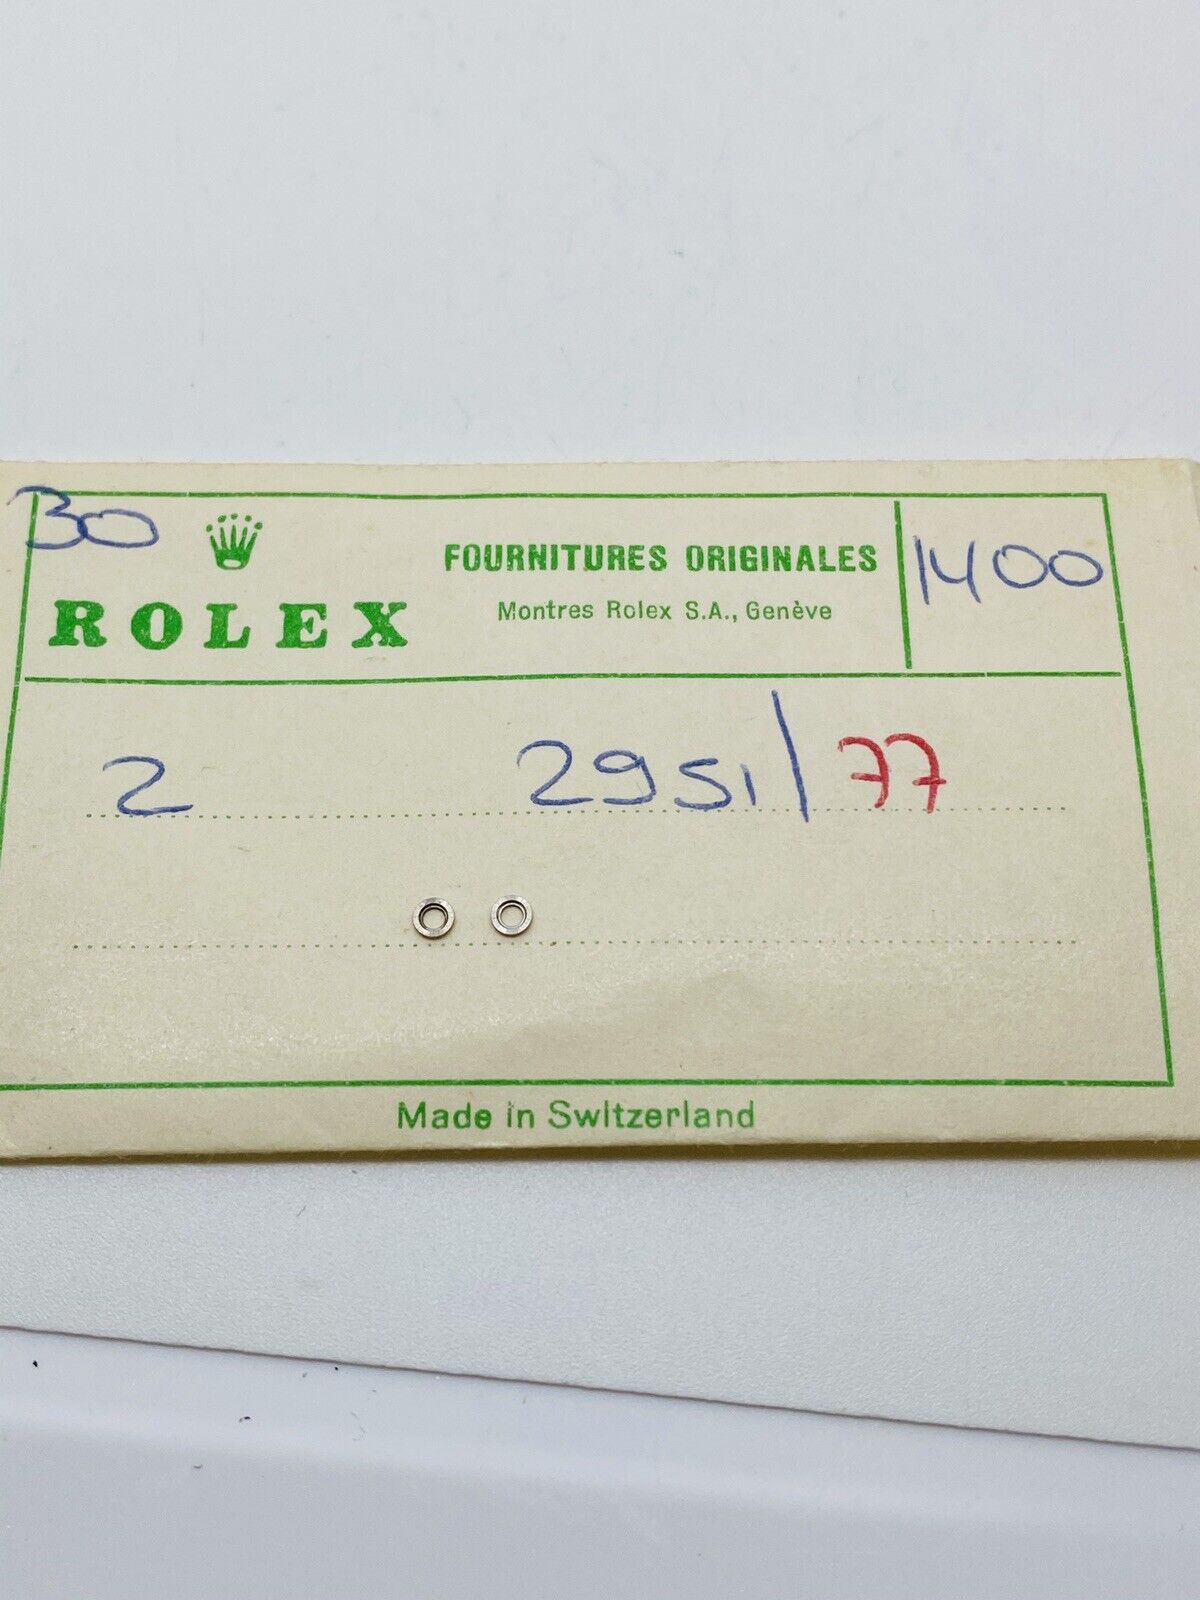 30
ROLEX
FOURNITURES ORIGINALES
Montres Rolex S.A., Genève
1400
2 2951/77
Made in Switzerland